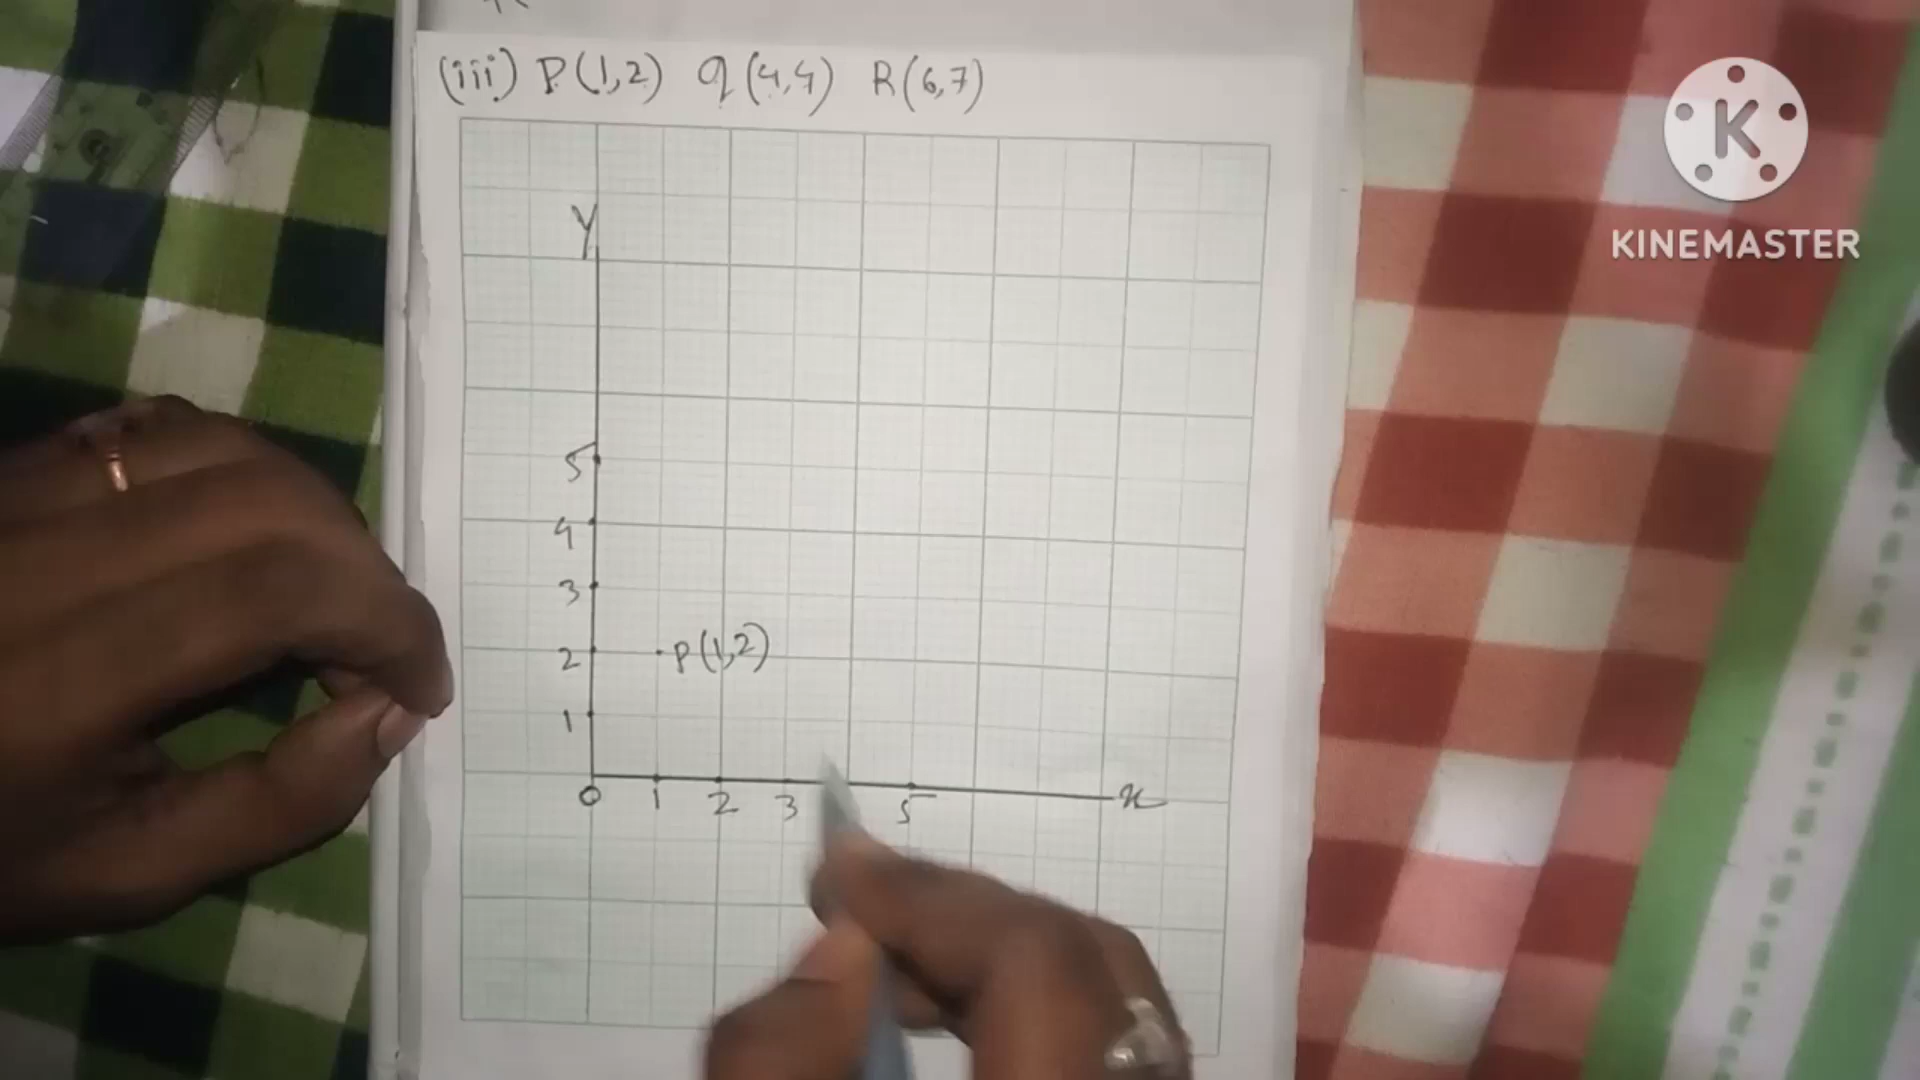 (iii) P(1,2) Q(4,4) R(6,7)
K
KINEMASTER
Y
5
4
3
2 P(1,2)
1
0 1 2 3 5 x